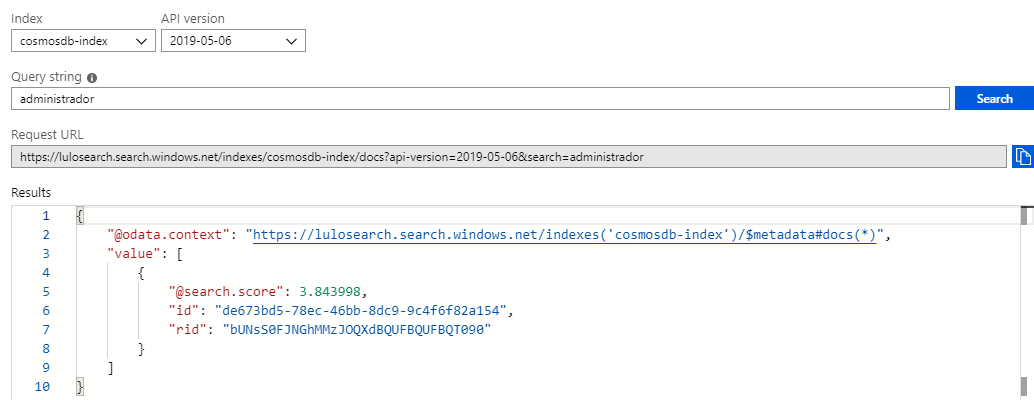 Index API version
cosmosdb-index 2019-05-06
Query string
administrador Search
Request URL
https://lulosearch.search.windows.net/indexes/cosmosdb-index/docs?api-version=2019-05-06&search=administrador
Results
1 {
2 "@odata.context": "https://lulosearch.search.windows.net/indexes('cosmosdb-index')/$metadata#docs(*)",
3 "value": [
4 {
5 "@search.score": 3.843998,
6 "id": "de673bd5-78ec-46bb-8dc9-9c4f6f82a154",
7 "rid": "bUNsS0FJNGhMMzJOQXdBQUFBQUFBQT090"
8 }
9 ]
10 }